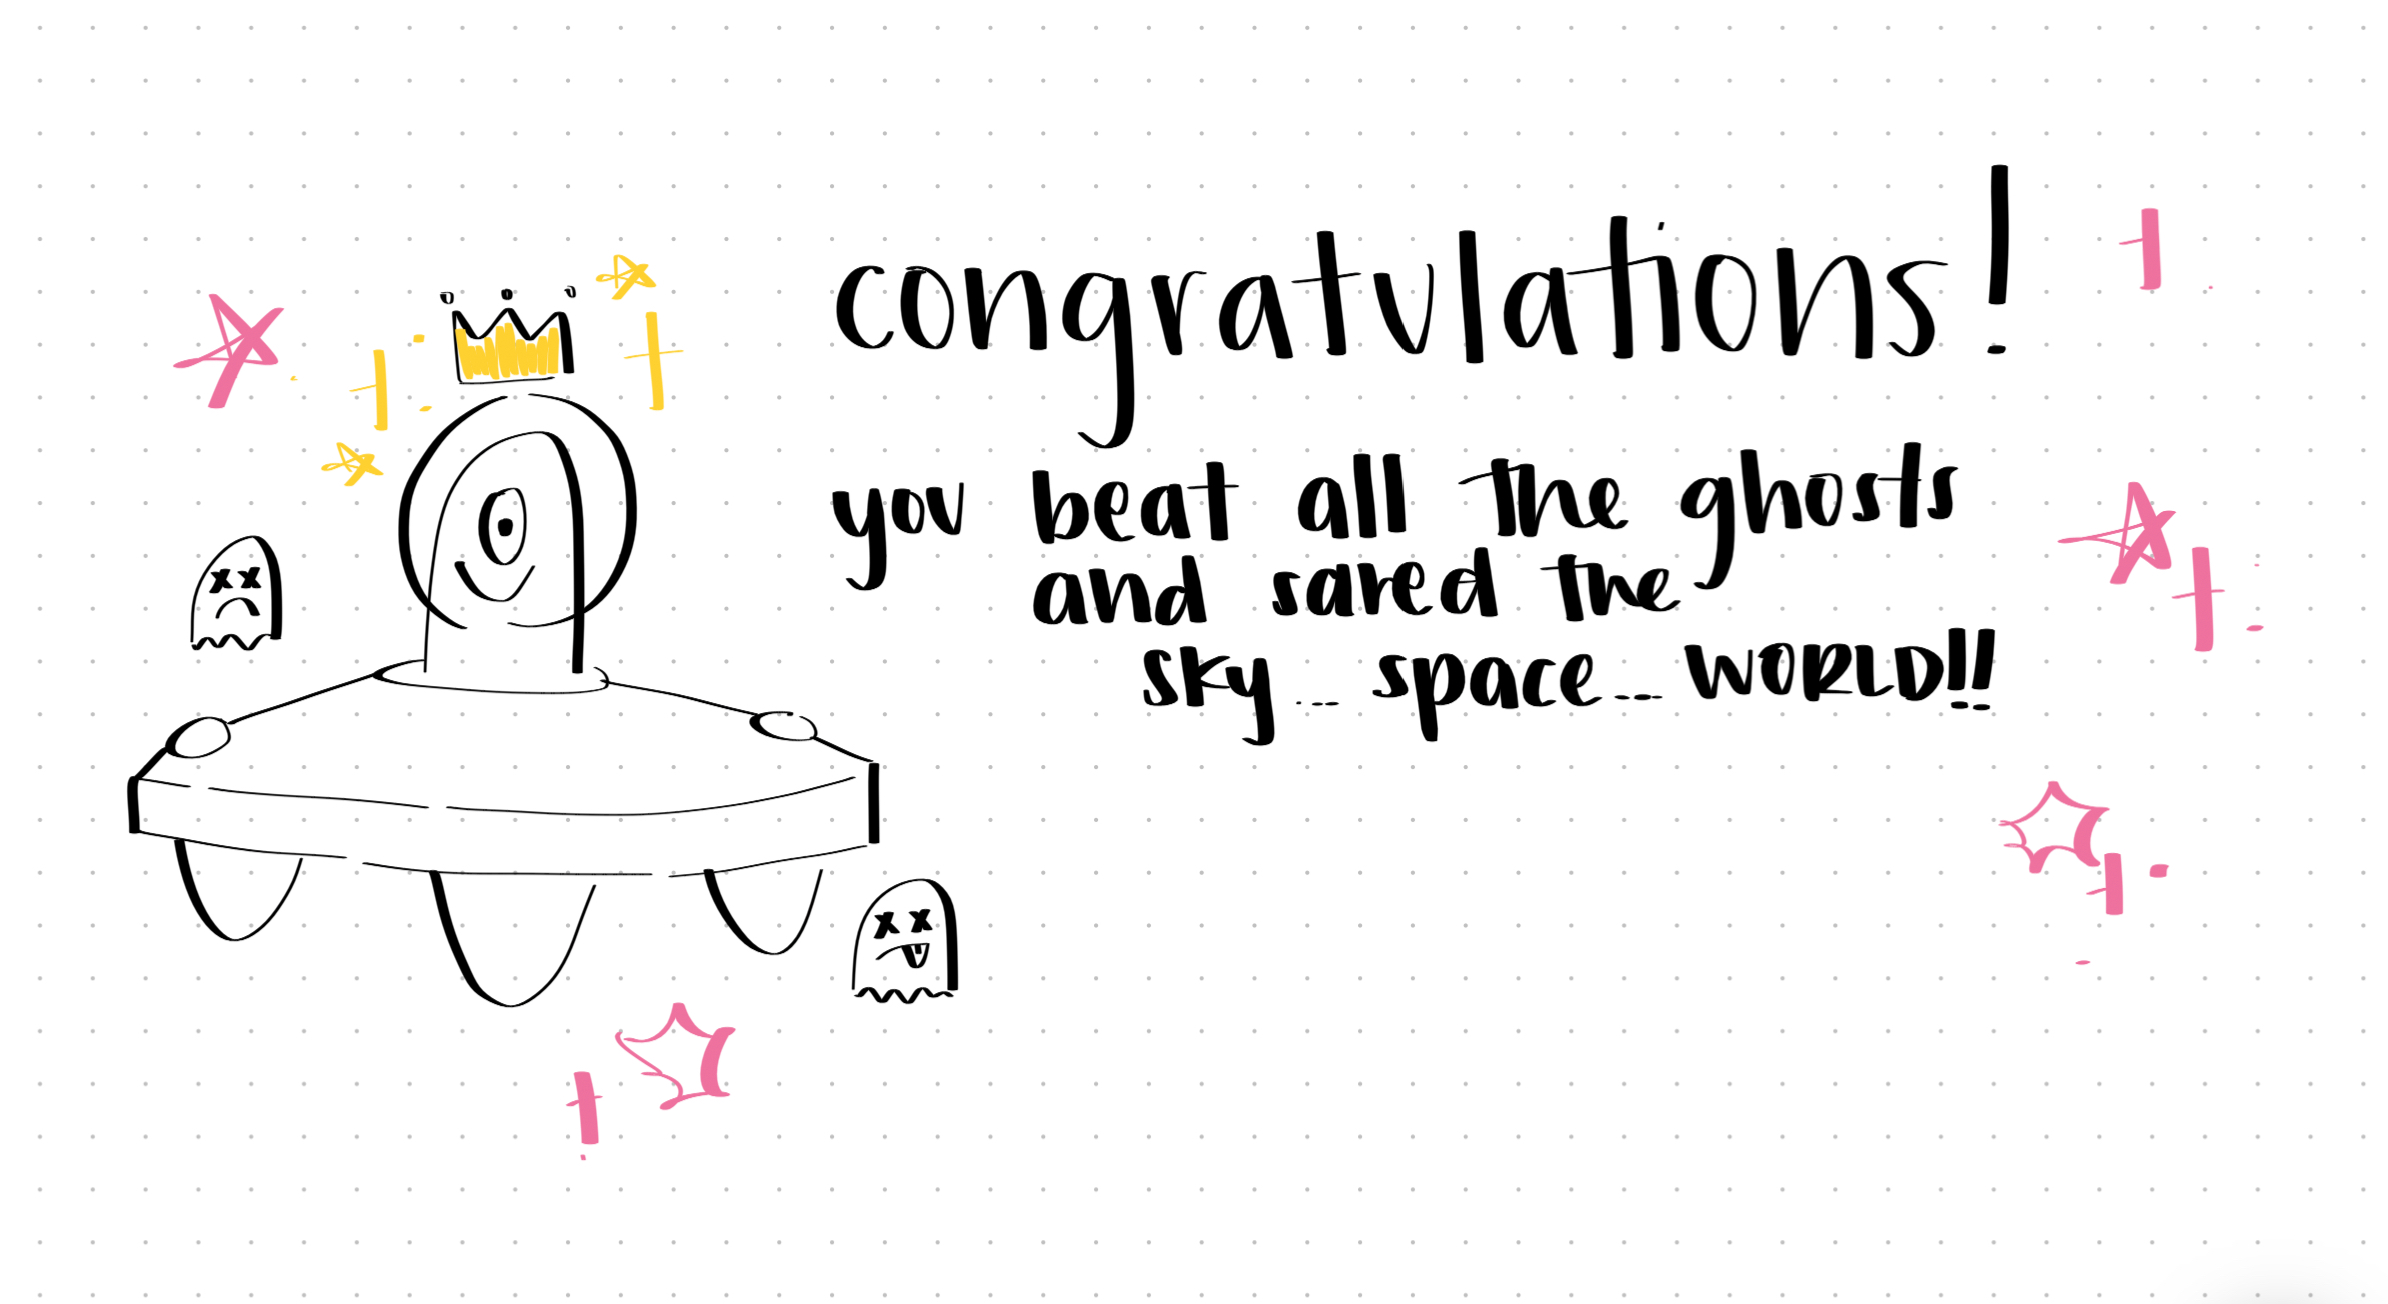 congratulations!
you beat all the ghosts
and saved the
sky... space... WORLD!!